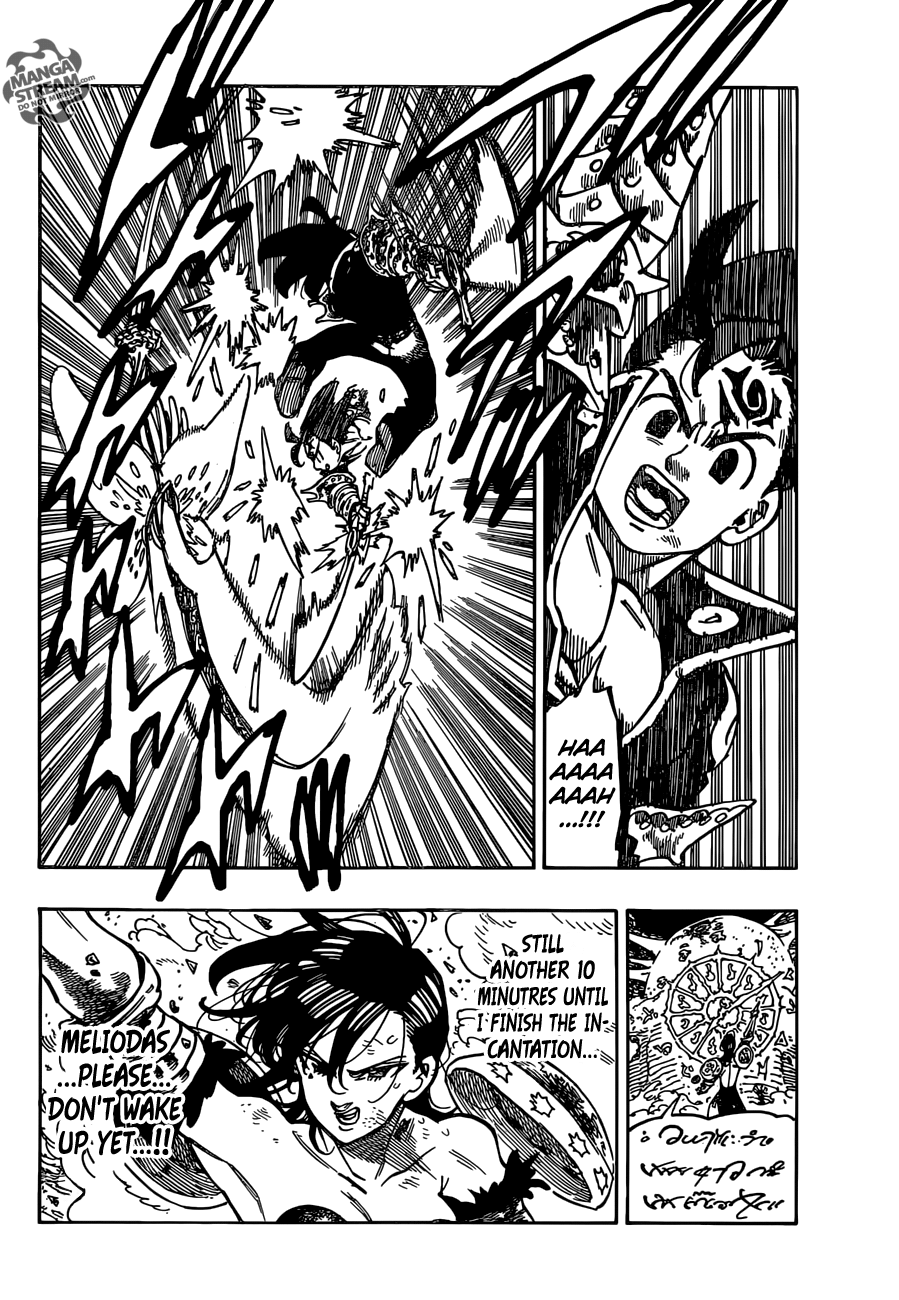 MANGA
STREAM.com
DO NOT MIRROR
HAA
AAAAA
AAAH
...!!!
STILL
ANOTHER 10
MINUTRES UNTIL
I FINISH THE IN-
CANTATION...
MELIODAS
...PLEASE...
DON'T WAKE
UP YET...!!